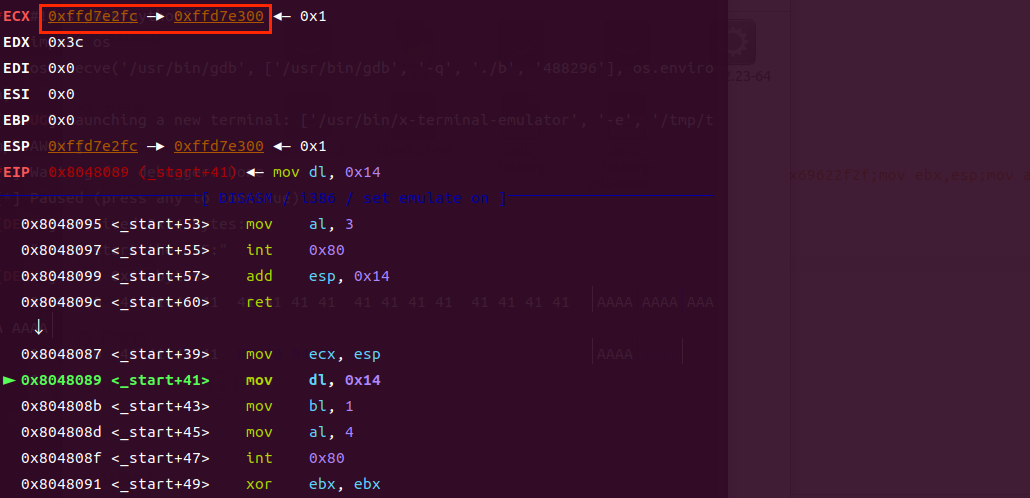 ECX 0xffd7e2fc —▸ 0xffd7e300 ◂— 0x1
EDX 0x3c
EDI 0x0
ESI 0x0
EBP 0x0
ESP 0xffd7e2fc —▸ 0xffd7e300 ◂— 0x1
EIP 0x8048089 (_start+41) ◂— mov dl, 0x14
[ DISASM / i386 / set emulate on ]
0x8048095 <_start+53> mov al, 3
0x8048097 <_start+55> int 0x80
0x8048099 <_start+57> add esp, 0x14
0x804809c <_start+60> ret
↓
0x8048087 <_start+39> mov ecx, esp
► 0x8048089 <_start+41> mov dl, 0x14
0x804808b <_start+43> mov bl, 1
0x804808d <_start+45> mov al, 4
0x804808f <_start+47> int 0x80
0x8048091 <_start+49> xor ebx, ebx